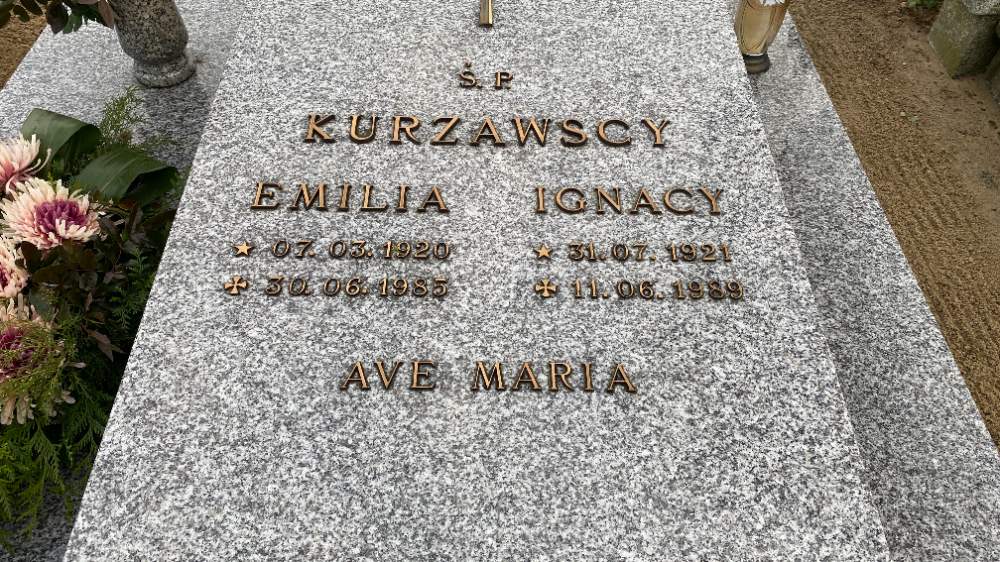 Ś. P.
KURZAWSCY
EMILIA IGNACY
07.03.1920 31.07.1921
30.06.1985 11.06.1989
AVE MARIA